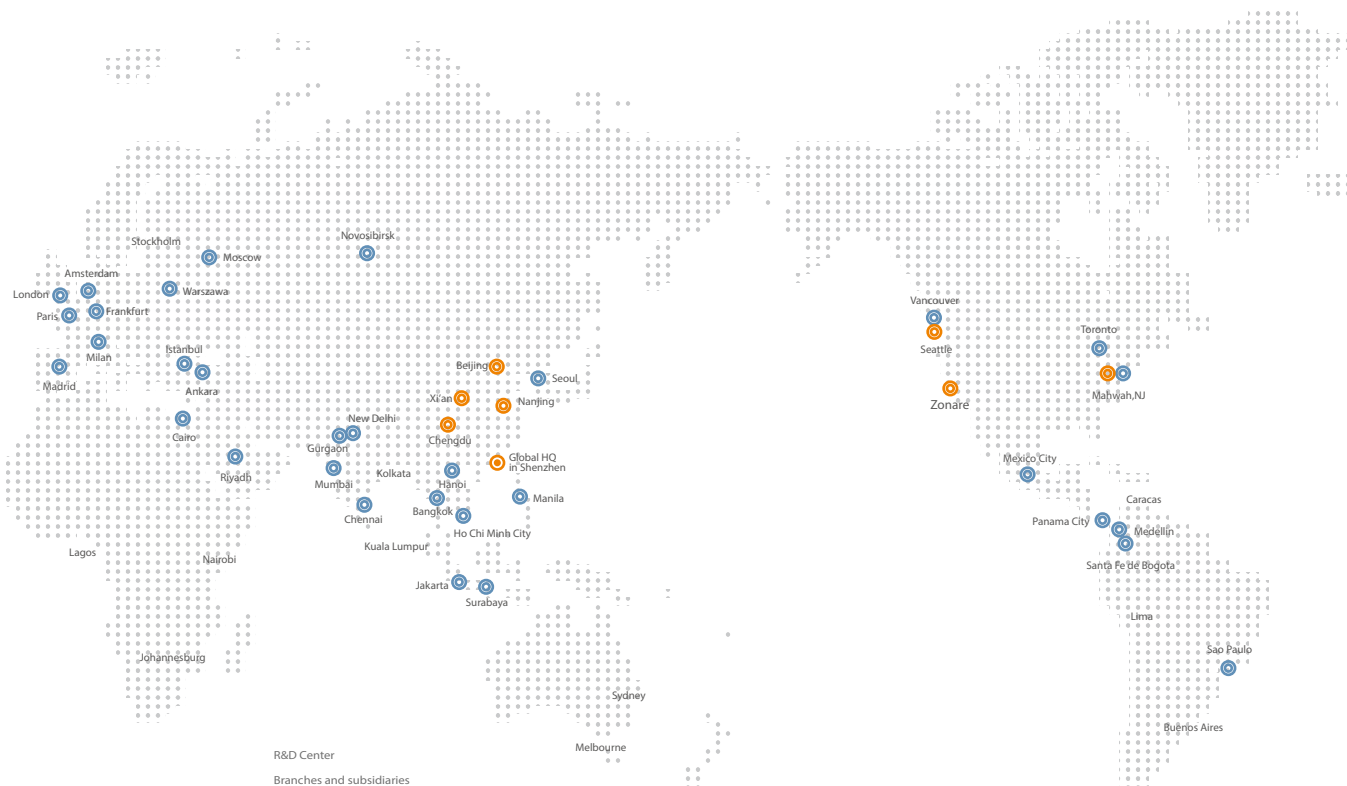 Novosibirsk
Stockholm
Moscow
Amsterdam
London
Warszawa
Paris
Frankfurt
Milan
Istanbul
Madrid
Ankara
Cairo
Riyadh
Beijing
Seoul
Xi'an
Nanjing
Chengdu
New Delhi
Gurgaon
Global HQ
in Shenzhen
Mumbai
Kolkata
Hanoi
Manila
Chennai
Bangkok
Ho Chi Minh City
Kuala Lumpur
Lagos
Nairobi
Jakarta
Surabaya
Johannesburg
Sydney
Melbourne
Vancouver
Seattle
Toronto
Zonare
Mahwah,NJ
Mexico City
Caracas
Panama City
Medellin
Santa Fe de Bogota
Lima
Sao Paulo
Buenos Aires
R&D Center
Branches and subsidiaries